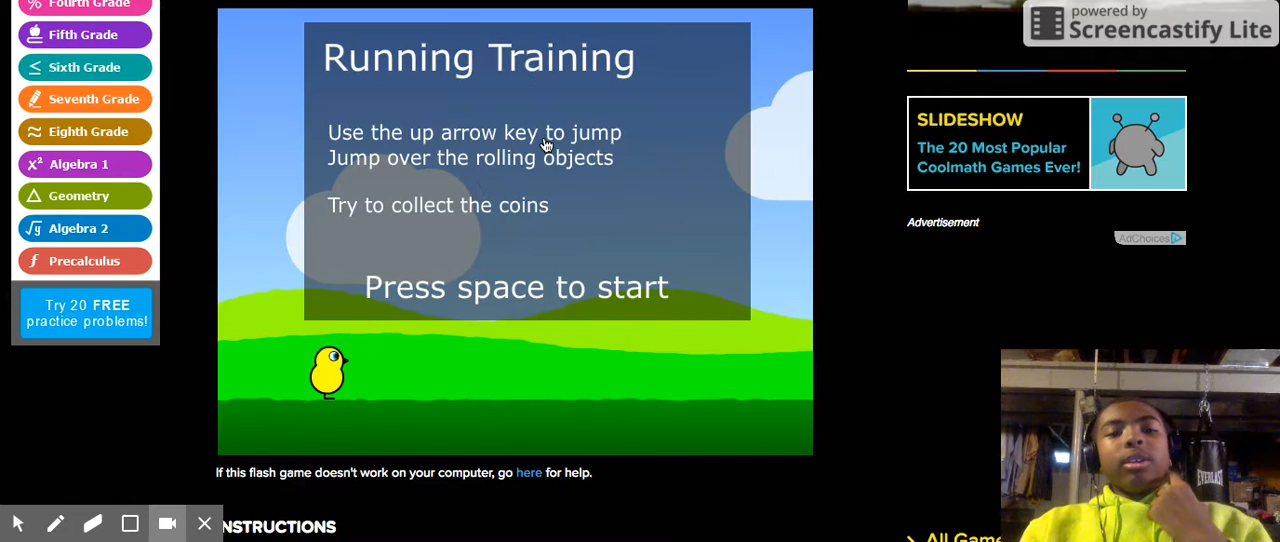 Fourth Grade
Fifth Grade
Sixth Grade
Seventh Grade
Eighth Grade
Algebra 1
Geometry
Algebra 2
Precalculus
Try 20 FREE
practice problems!
Running Training
Use the up arrow key to jump
Jump over the rolling objects
Try to collect the coins
Press space to start
If this flash game doesn't work on your computer, go here for help.
NSTRUCTIONS
powered by
Screencastify Lite
SLIDESHOW
The 20 Most Popular
Coolmath Games Ever!
Advertisement
AdChoices
EVERLAST
All Game